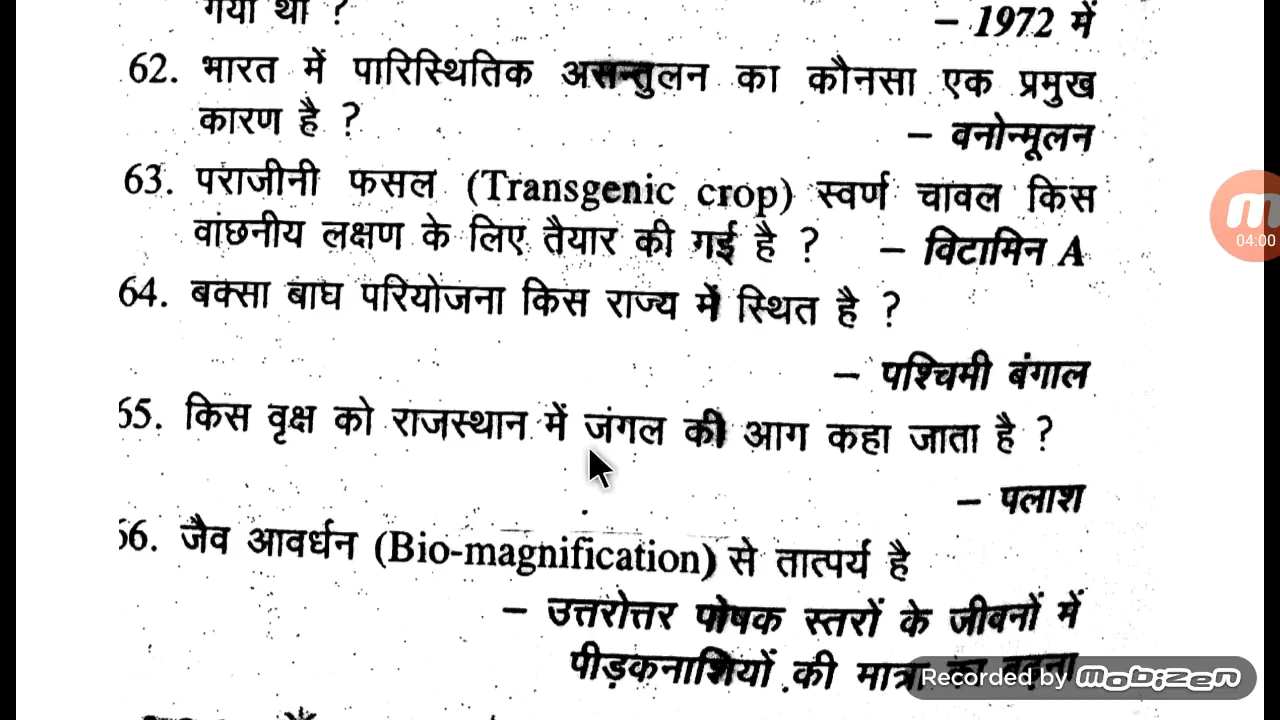 गया था ?
– 1972 में
62. भारत में पारिस्थितिक असन्तुलन का कौनसा एक प्रमुख
कारण है ? – वनोन्मूलन
63. पराजीनी फसल (Transgenic crop) स्वर्ण चावल किस
वांछनीय लक्षण के लिए तैयार की गई है ? – विटामिन A
64. बक्सा बाघ परियोजना किस राज्य में स्थित है ?
– पश्चिमी बंगाल
65. किस वृक्ष को राजस्थान में जंगल की आग कहा जाता है ?
– पलाश
66. जैव आवर्धन (Bio-magnification) से तात्पर्य है
– उत्तरोत्तर पोषक स्तरों के जीवनों में
पीड़कनाशियों की मात्रा का बढ़ना
04:00
Recorded by mobizen